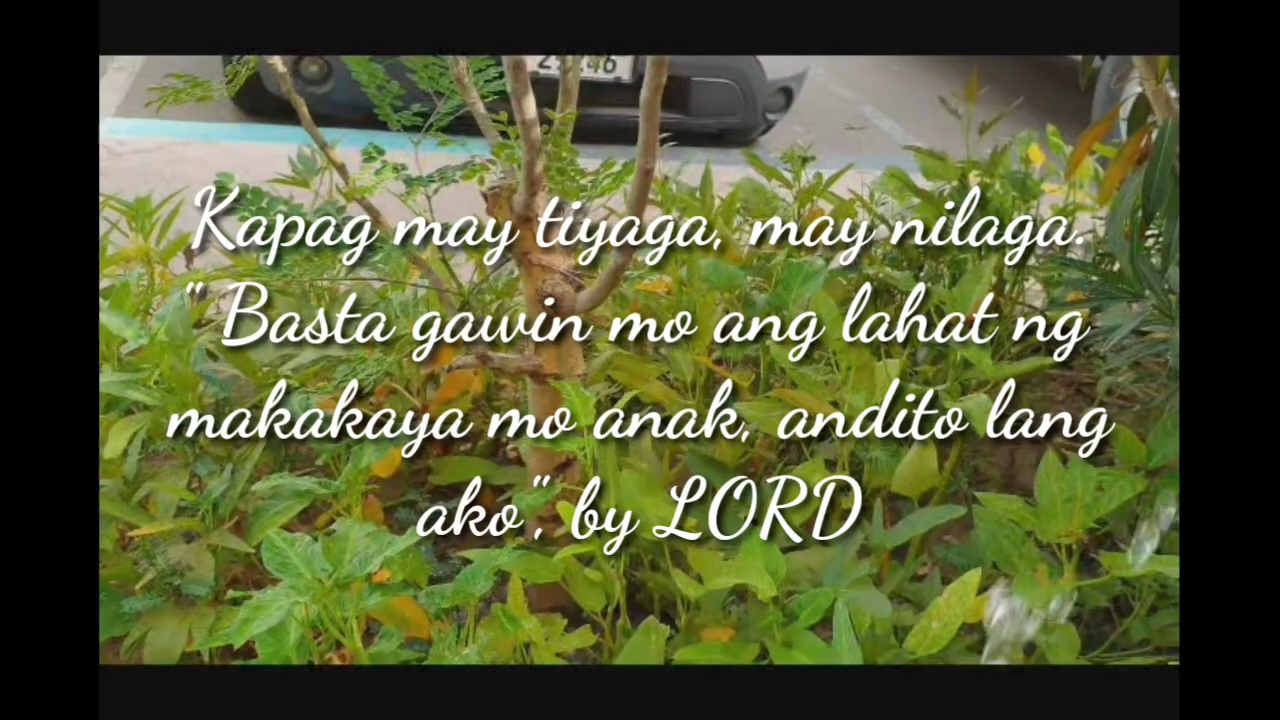 Kapag may tiyaga, may nilaga.
" Basta gawin mo ang lahat ng
makakaya mo anak, andito lang
ako", by LORD